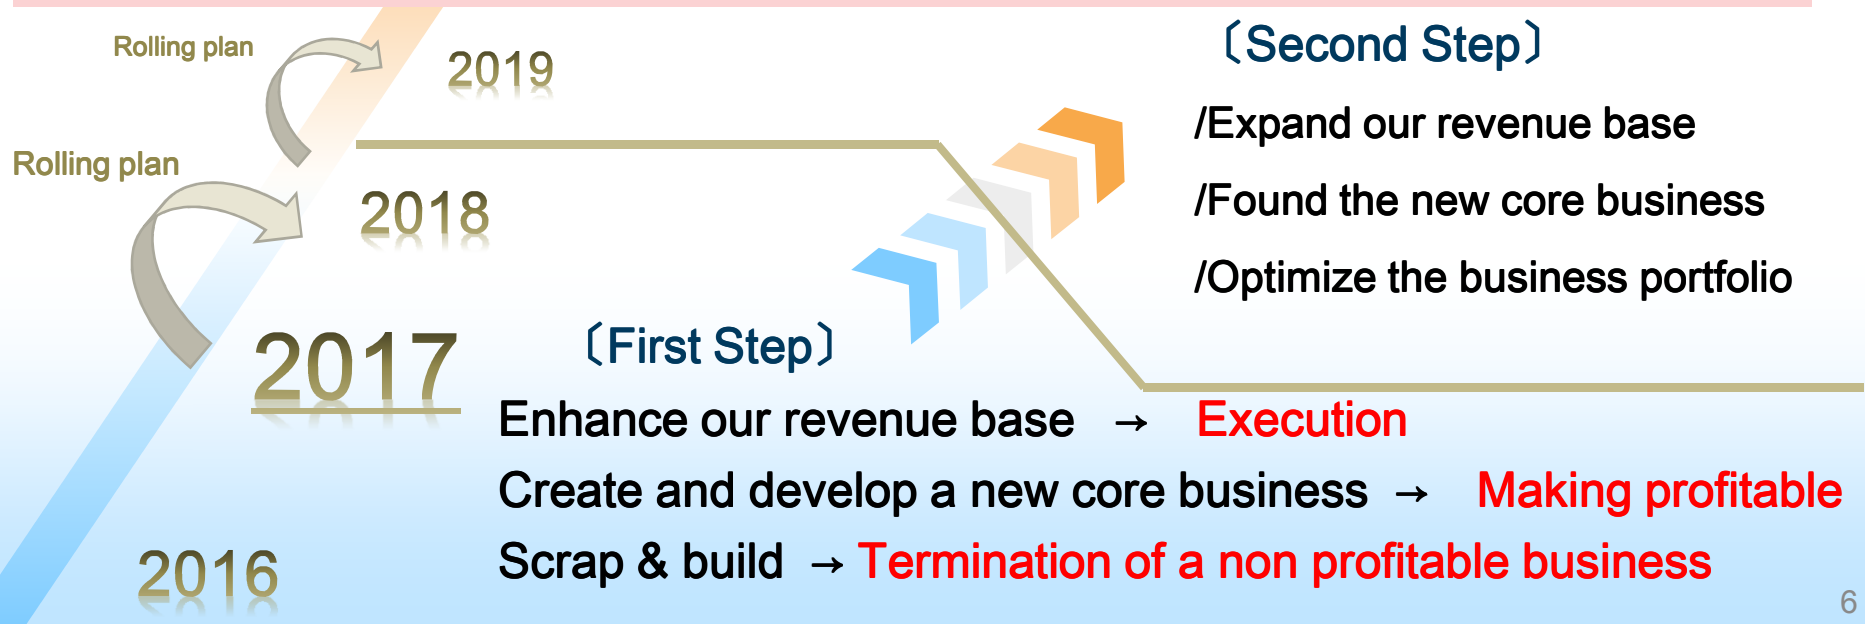 Rolling plan
2019
〔Second Step〕
/Expand our revenue base
Rolling plan
2018
/Found the new core business
/Optimize the business portfolio
2017
〔First Step〕
Enhance our revenue base → Execution
Create and develop a new core business → Making profitable
2016
Scrap & build → Termination of a non profitable business
6